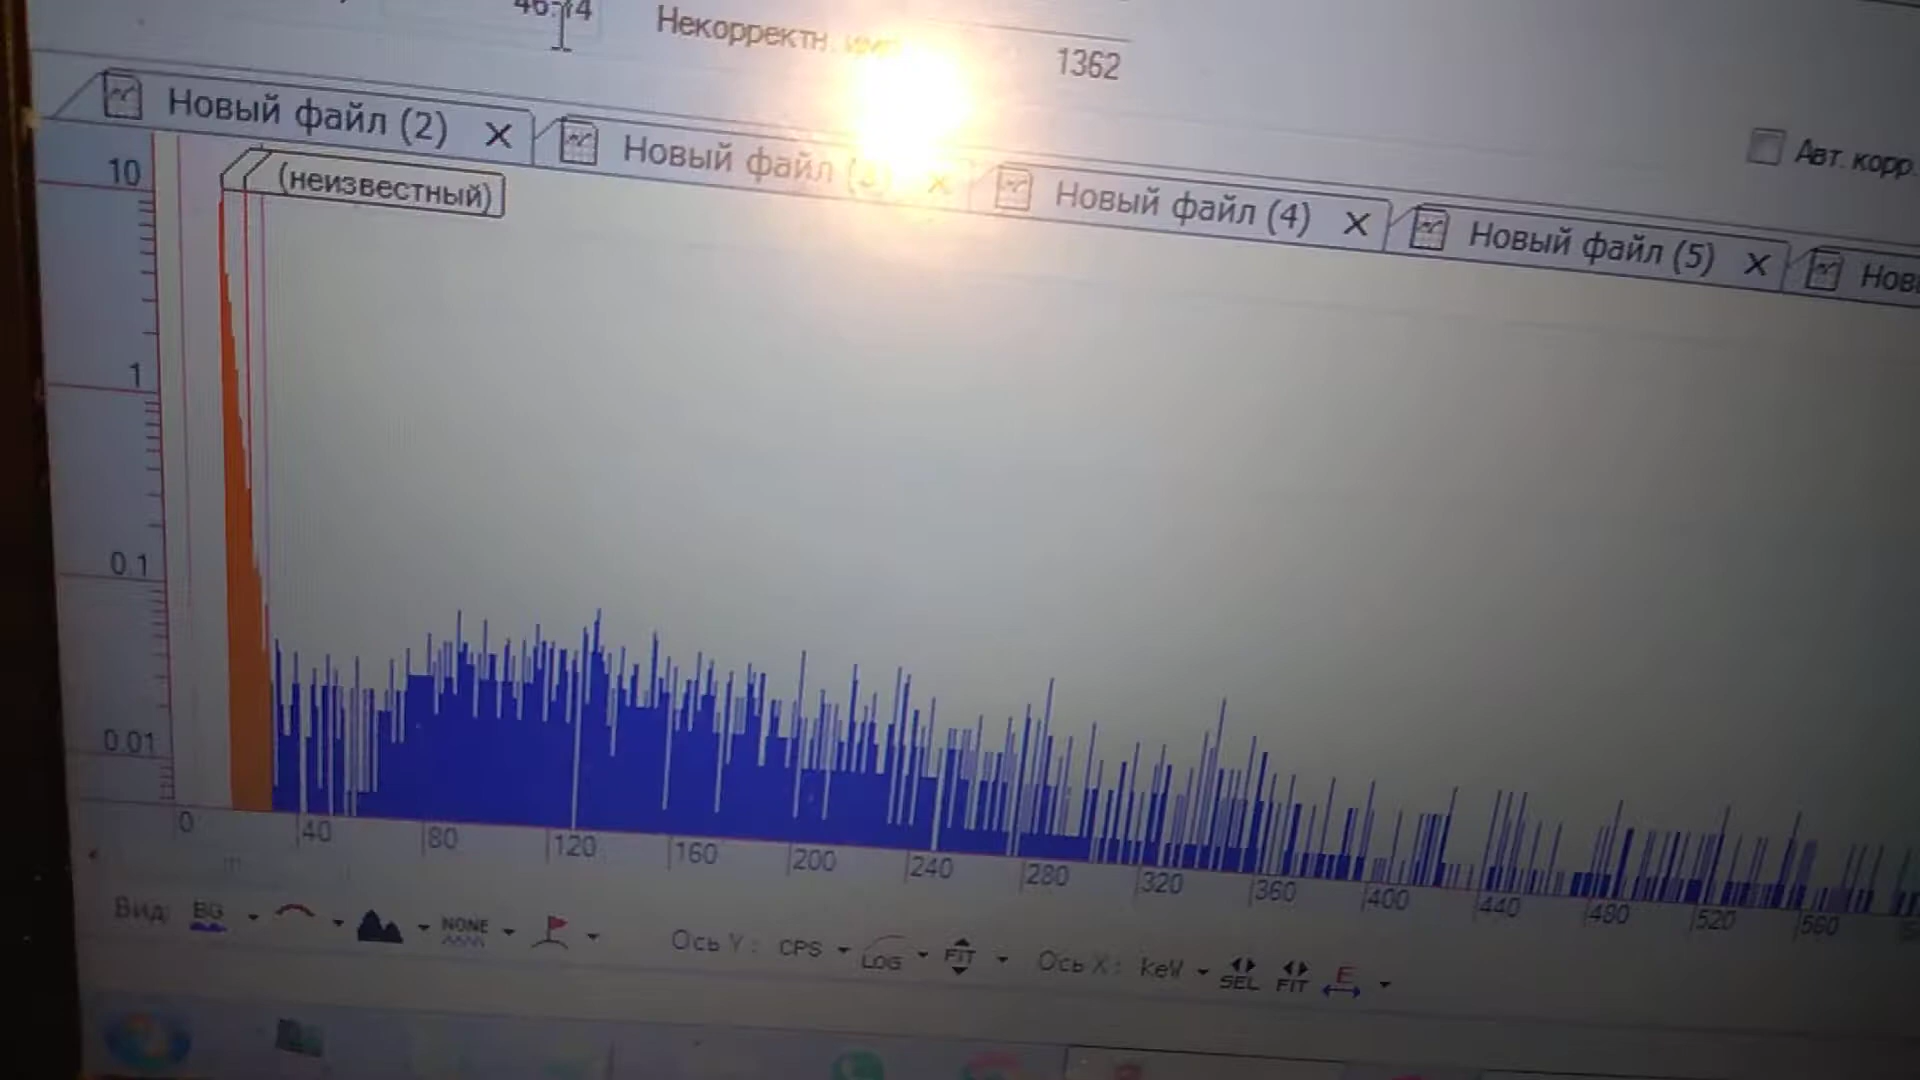 Некорректн.
1362
Новый файл (2)
Новый файл
Новый файл (4)
Новый файл (5)
Авт. корр.
(неизвестный)
10
1
0.1
0.01
0 40 80 120 160 200 240 280 320 360 400 440 480 520 560
Вид: BG NONE Ось Y: CPS LOG FIT Ось X: keV SEL FIT E